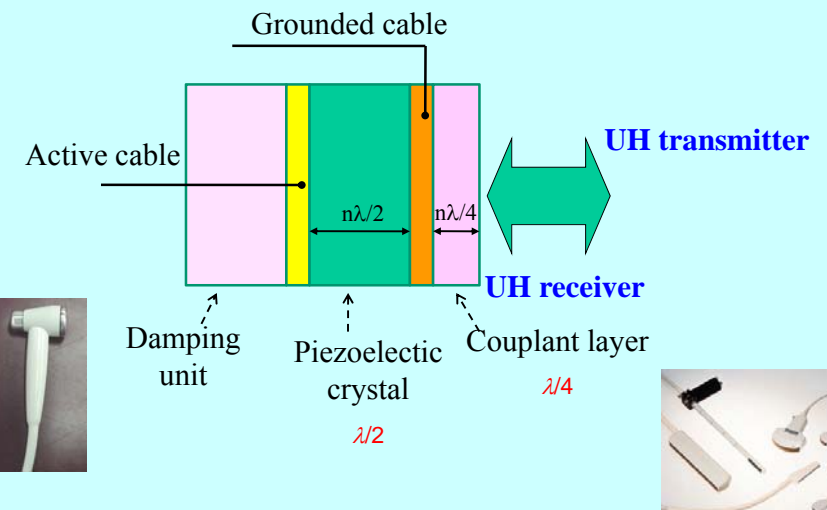 Grounded cable
Active cable
UH transmitter
nλ/2
nλ/4
UH receiver
Damping
unit
Piezoelectic
crystal
λ/2
Couplant layer
λ/4